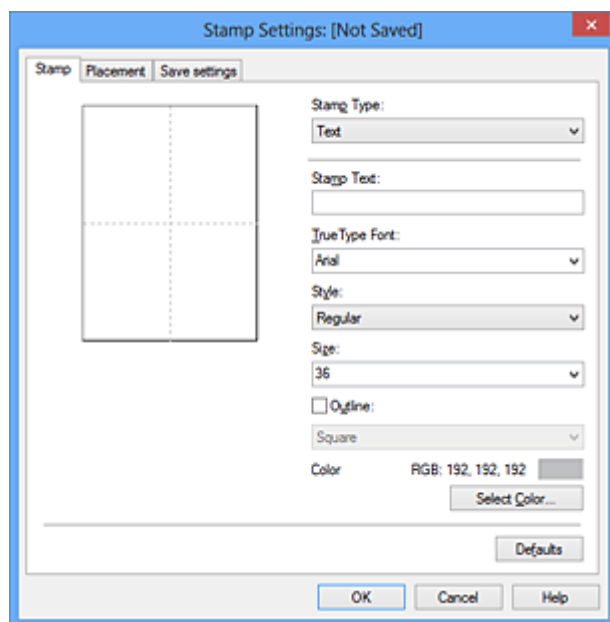 Stamp Settings: [Not Saved]
Stamp Placement Save settings
Stamp Type:
Text
Stamp Text:
TrueType Font:
Arial
Style:
Regular
Size:
36
Outline:
Square
Color RGB: 192, 192, 192
Select Color...
Defaults
OK Cancel Help